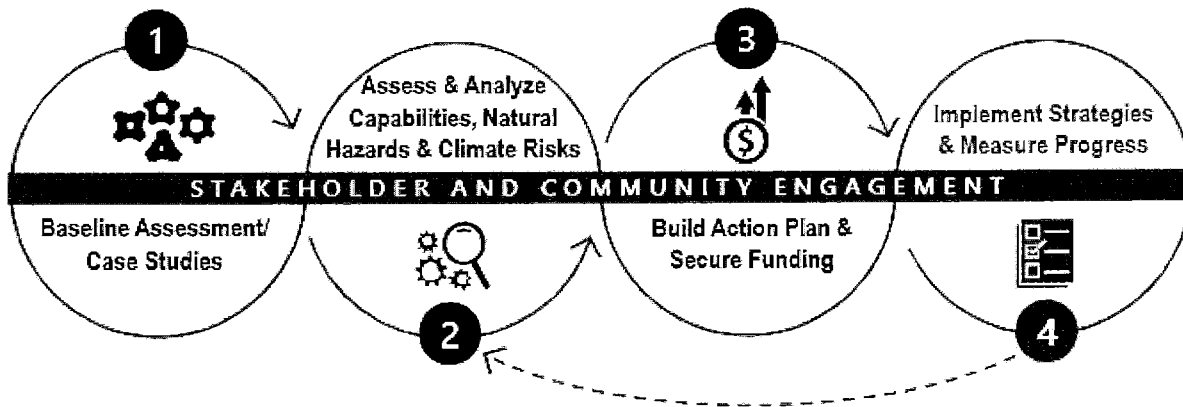 1
Baseline Assessment/
Case Studies
Assess & Analyze
Capabilities, Natural
Hazards & Climate Risks
2
3
$
Build Action Plan &
Secure Funding
Implement Strategies
& Measure Progress
4
STAKEHOLDER AND COMMUNITY ENGAGEMENT